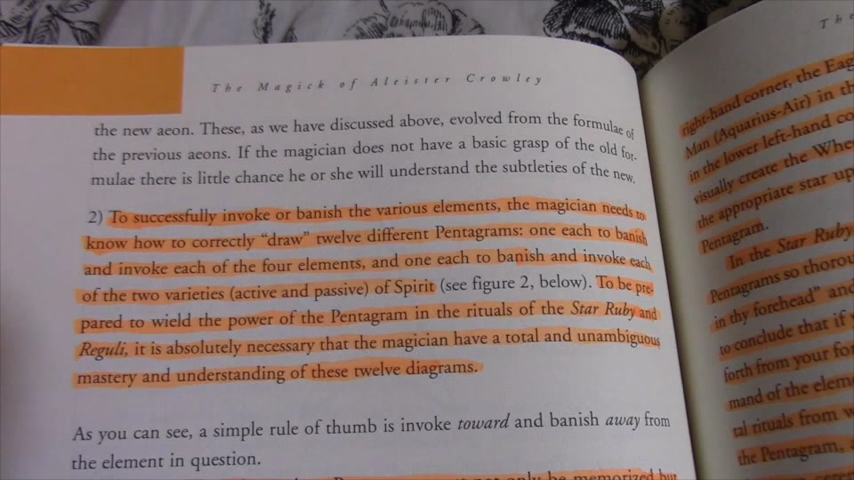 The Magick of Aleister Crowley
the new aeon. These, as we have discussed above, evolved from the formulae of
the previous aeons. If the magician does not have a basic grasp of the old for-
mulae there is little chance he or she will understand the subtleties of the new.
2) To successfully invoke or banish the various elements, the magician needs to
know how to correctly “draw” twelve different Pentagrams: one each to banish
and invoke each of the four elements, and one each to banish and invoke each
of the two varieties (active and passive) of Spirit (see figure 2, below). To be pre-
pared to wield the power of the Pentagram in the rituals of the Star Ruby and
Reguli, it is absolutely necessary that the magician have a total and unambiguous
mastery and understanding of these twelve diagrams.
As you can see, a simple rule of thumb is invoke toward and banish away from
the element in question.
not only be memorized but
The
right-hand corner, the Eag
Man (Aquarius-Air) in th
in the lower left-hand co
visually create the Whe
the appropriate star up
Pentagram.
In the Star Ruby
Pentagrams so thorou
in thy forehead” and
to conclude that if y
forth from your for
mand of the elem
tal rituals from w
the Pentagram, a